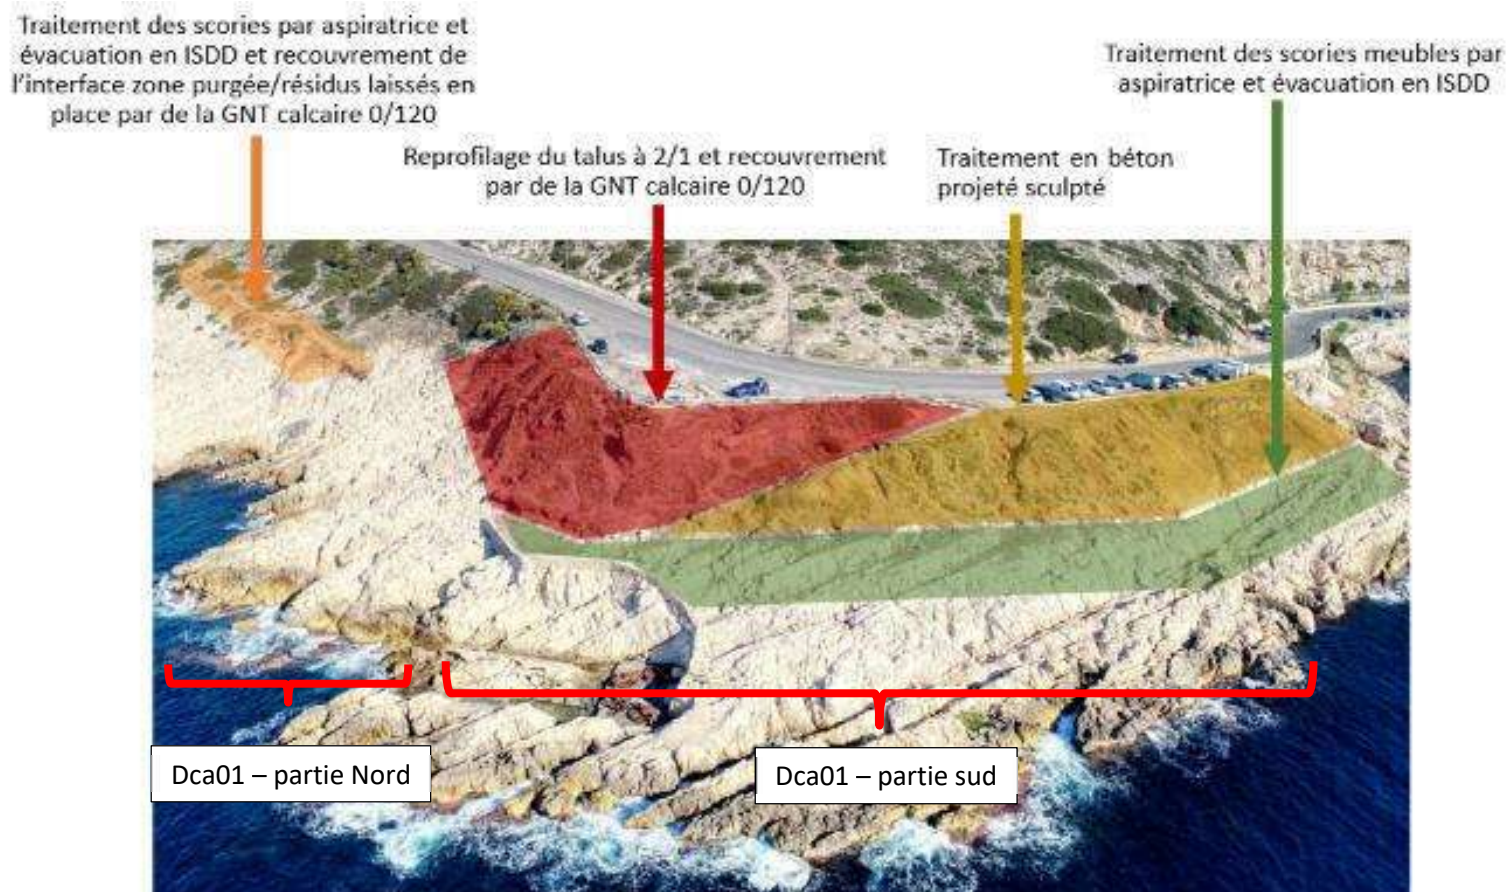 Traitement des scories par aspiratrice et
évacuation en ISDD et recouvrement de
l'interface zone purgée/résidus laissés en
place par de la GNT calcaire 0/120
Reprofilage du talus à 2/1 et recouvrement
par de la GNT calcaire 0/120
Traitement en béton
projeté sculpté
Traitement des scories meubles par
aspiratrice et évacuation en ISDD
Dca01 – partie Nord
Dca01 – partie sud